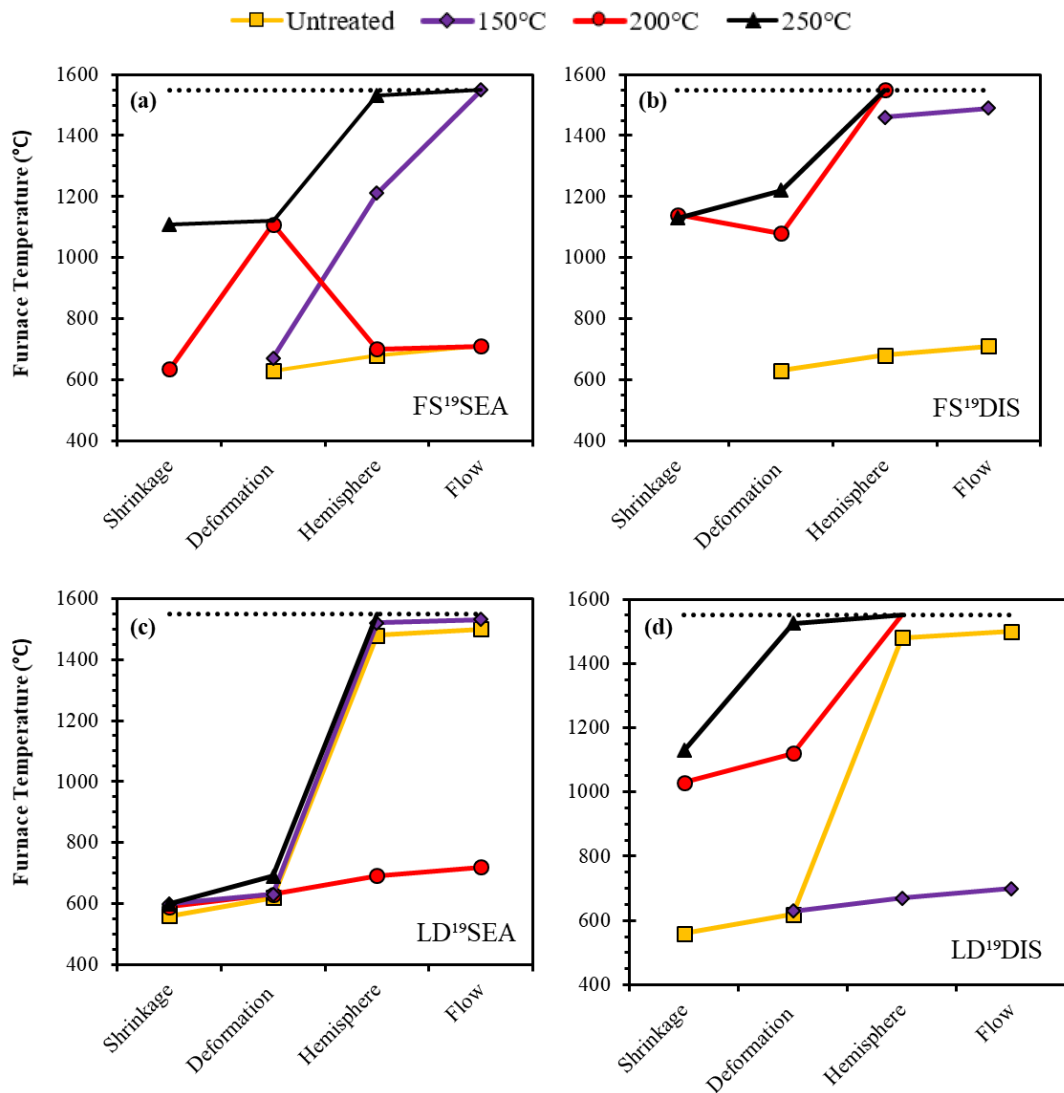 Untreated 150°C 200°C 250°C
1600
1400
1200
1000
800
600
400
Furnace Temperature (°C)
(a)
FS¹⁹SEA
Shrinkage
Deformation
Hemisphere
Flow
1600
1400
1200
1000
800
600
400
(b)
FS¹⁹DIS
Shrinkage
Deformation
Hemisphere
Flow
1600
1400
1200
1000
800
600
400
Furnace Temperature (°C)
(c)
LD¹⁹SEA
Shrinkage
Deformation
Hemisphere
Flow
1600
1400
1200
1000
800
600
400
(d)
LD¹⁹DIS
Shrinkage
Deformation
Hemisphere
Flow